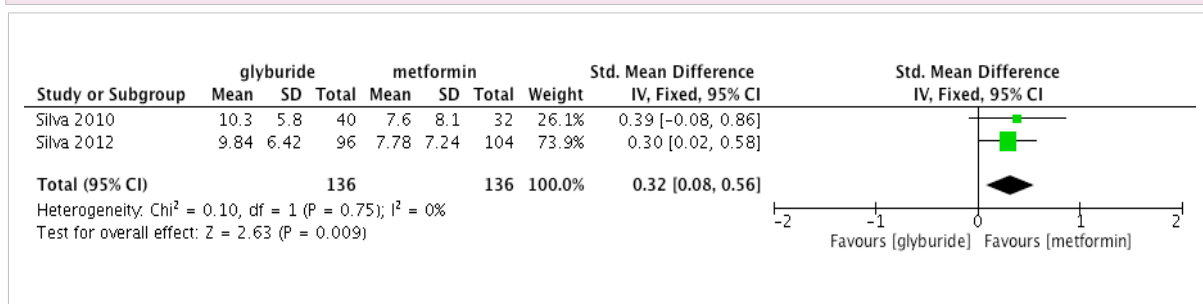 glyburide metformin Std. Mean Difference Std. Mean Difference
Study or Subgroup Mean SD Total Mean SD Total Weight IV, Fixed, 95% CI IV, Fixed, 95% CI
Silva 2010 10.3 5.8 40 7.6 8.1 32 26.1% 0.39 [-0.08, 0.86]
Silva 2012 9.84 6.42 96 7.78 7.24 104 73.9% 0.30 [0.02, 0.58]
Total (95% CI) 136 136 100.0% 0.32 [0.08, 0.56]
Heterogeneity: Chi² = 0.10, df = 1 (P = 0.75); I² = 0%
Test for overall effect: Z = 2.63 (P = 0.009)
-2 -1 0 1 2
Favours [glyburide] Favours [metformin]